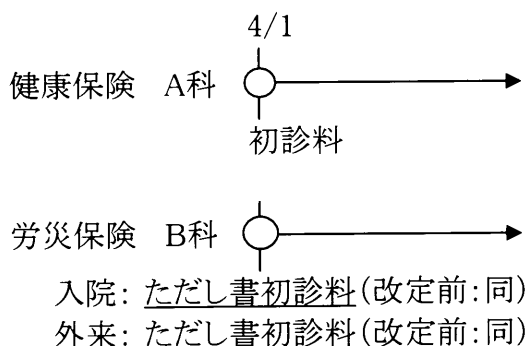 4/1
健康保険 A科
初診料
労災保険 B科
入院: ただし書初診料(改定前:同)
外来: ただし書初診料(改定前:同)